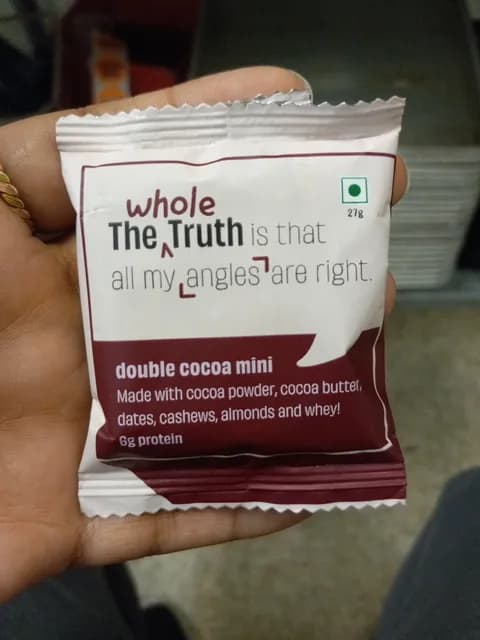 whole
The ^ Truth is that
all my angles are right.
27g
double cocoa mini
Made with cocoa powder, cocoa butter,
dates, cashews, almonds and whey!
6g protein